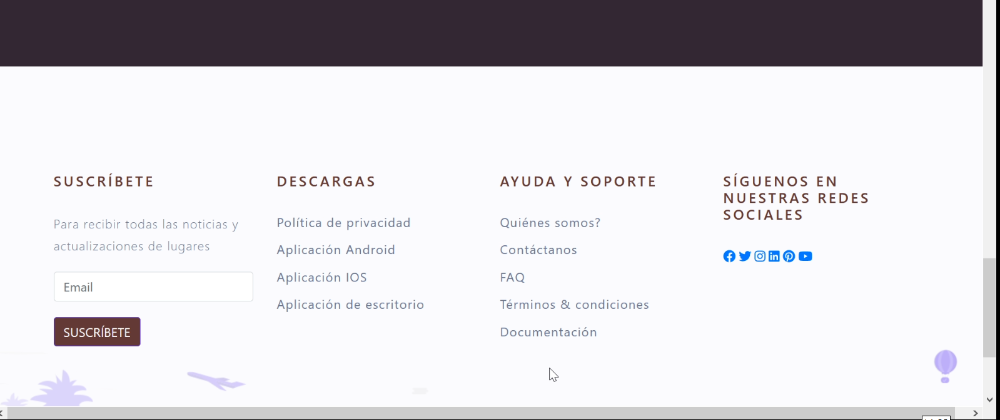 SUSCRÍBETE
Para recibir todas las noticias y
actualizaciones de lugares
Email
SUSCRÍBETE
DESCARGAS
Política de privacidad
Aplicación Android
Aplicación IOS
Aplicación de escritorio
AYUDA Y SOPORTE
Quiénes somos?
Contáctanos
FAQ
Términos & condiciones
Documentación
SÍGUENOS EN
NUESTRAS REDES
SOCIALES